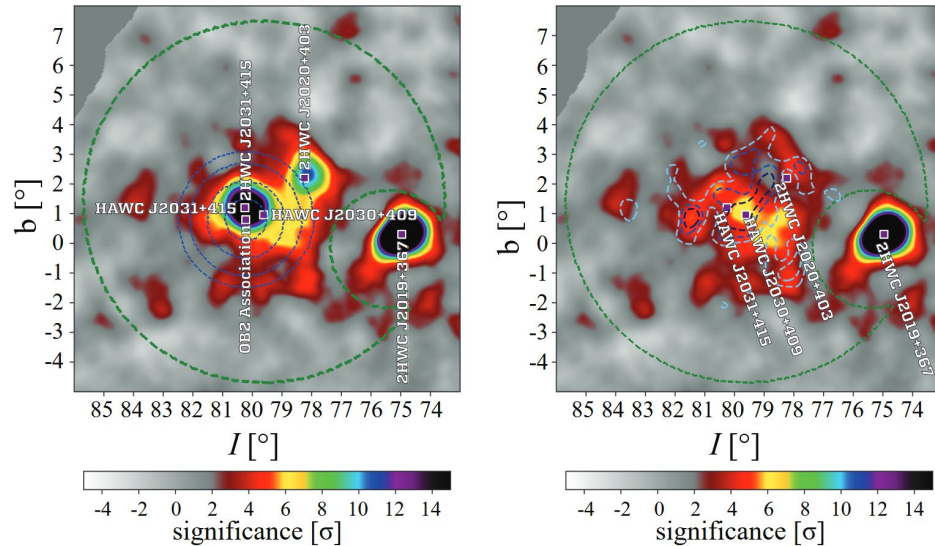 7
6
5
4
3
2
1
0
-1
-2
-3
-4
b [°]
2HWC J2020+403
2HWC J2031+415
HAWC J2031+415
HAWC J2030+409
OB2 Association
2HWC J2019+367
85 84 83 82 81 80 79 78 77 76 75 74
l [°]
-4 -2 0 2 4 6 8 10 12 14
significance [σ]
7
6
5
4
3
2
1
0
-1
-2
-3
-4
b [°]
2HWC J2020+403
HAWC J2030+409
HAWC J2031+415
2HWC J2019+367
85 84 83 82 81 80 79 78 77 76 75 74
l [°]
-4 -2 0 2 4 6 8 10 12 14
significance [σ]